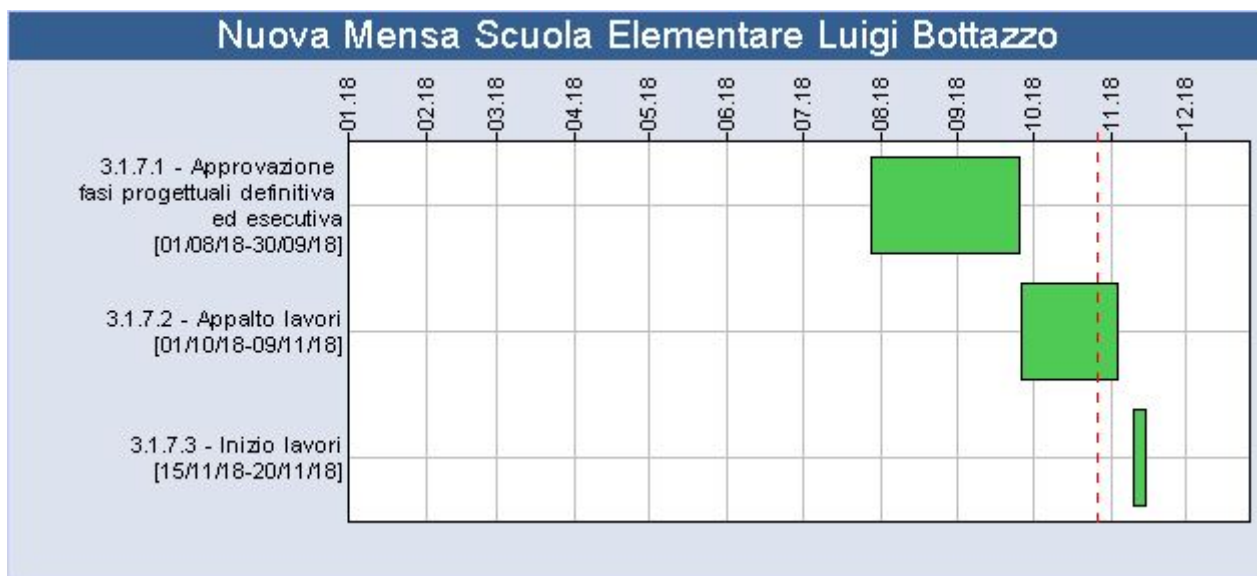 Nuova Mensa Scuola Elementare Luigi Bottazzo
01.18
02.18
03.18
04.18
05.18
06.18
07.18
08.18
09.18
10.18
11.18
12.18
3.1.7.1 - Approvazione
fasi progettuali definitiva
ed esecutiva
[01/08/18-30/09/18]
3.1.7.2 - Appalto lavori
[01/10/18-09/11/18]
3.1.7.3 - Inizio lavori
[15/11/18-20/11/18]